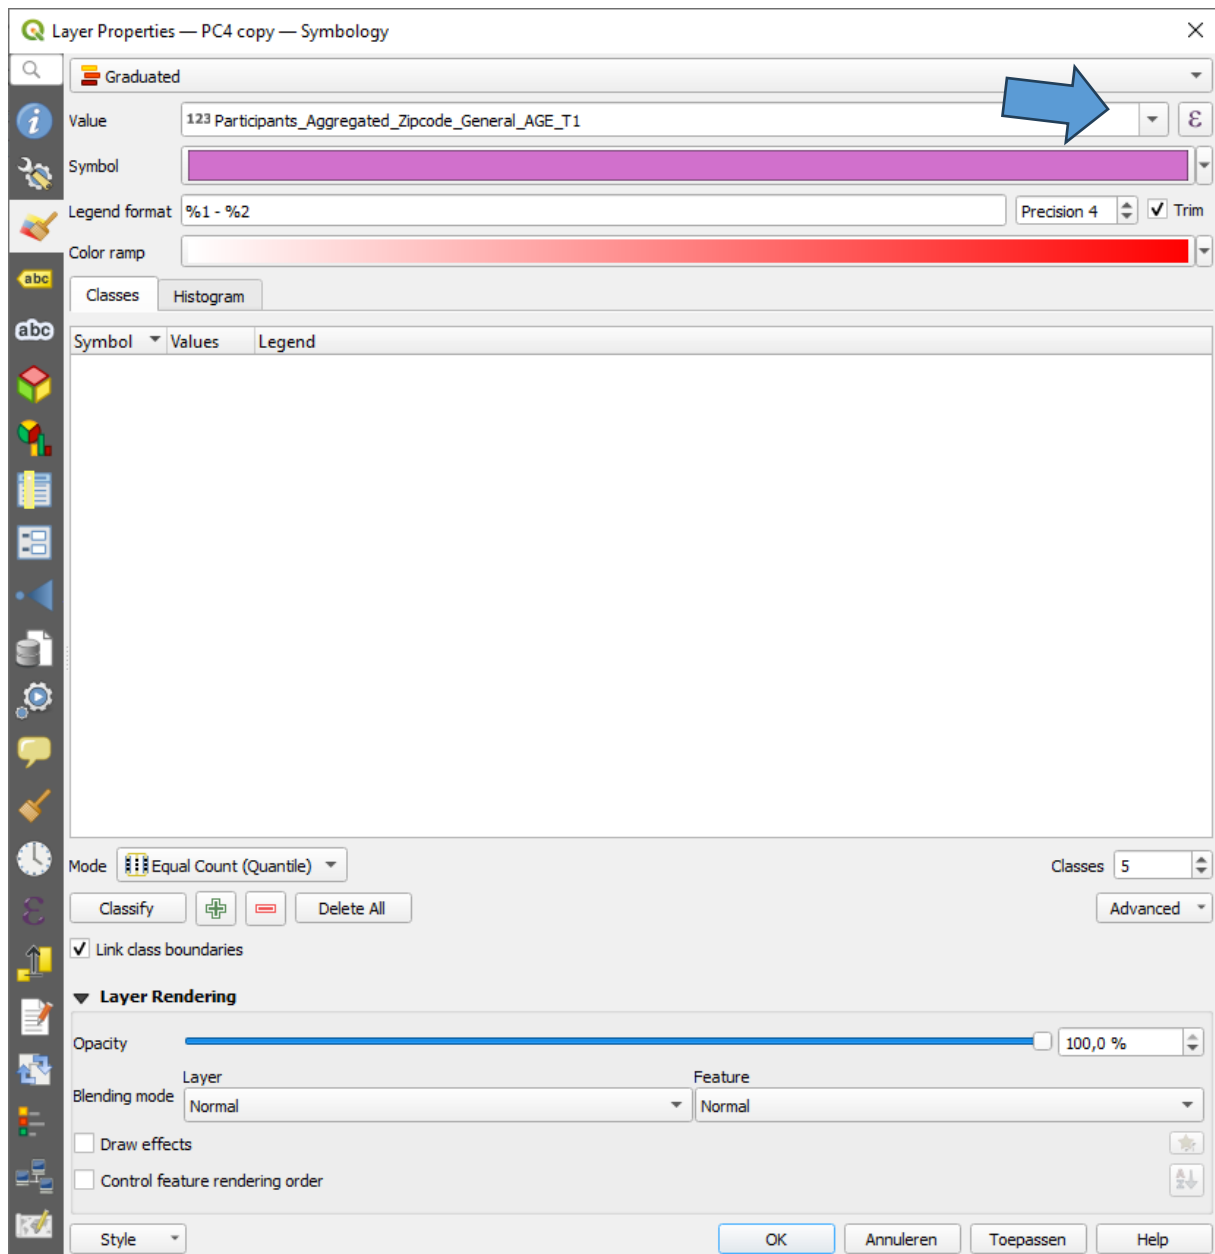 Layer Properties — PC4 copy — Symbology
Graduated
Value 123 Participants_Aggregated_Zipcode_General_AGE_T1 ε
Symbol
Legend format %1 - %2 Precision 4 Trim
Color ramp
Classes Histogram
Symbol Values Legend
abc
abc
Mode Equal Count (Quantile) Classes 5
Classify Delete All Advanced
Link class boundaries
Layer Rendering
Opacity 100,0 %
Layer Feature
Blending mode Normal Normal
Draw effects
Control feature rendering order
Style OK Annuleren Toepassen Help